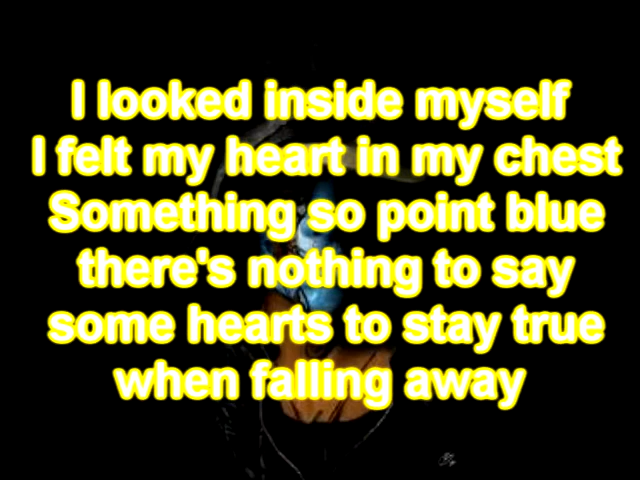 I looked inside myself
I felt my heart in my chest
Something so point blue
there's nothing to say
some hearts to stay true
when falling away